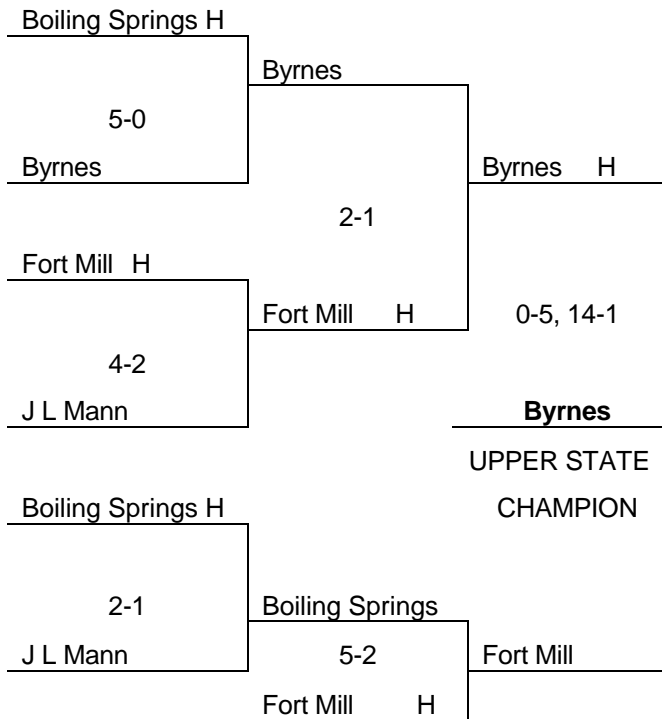 Boiling Springs H
Byrnes
5-0
Byrnes
Byrnes H
2-1
Fort Mill H
Fort Mill H
0-5, 14-1
4-2
J L Mann
Byrnes
UPPER STATE
CHAMPION
Boiling Springs H
2-1
Boiling Springs
J L Mann
5-2
Fort Mill
Fort Mill H